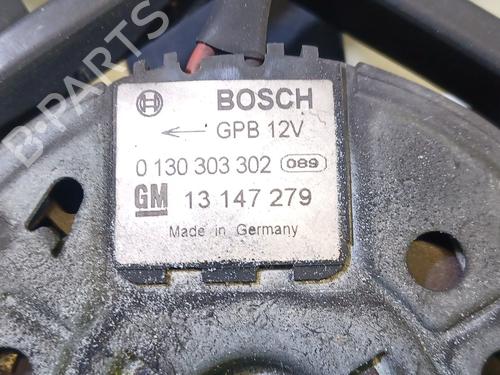 BOSCH
← GPB 12V
0 130 303 302 089
GM 13 147 279
Made in Germany
B-PARTS